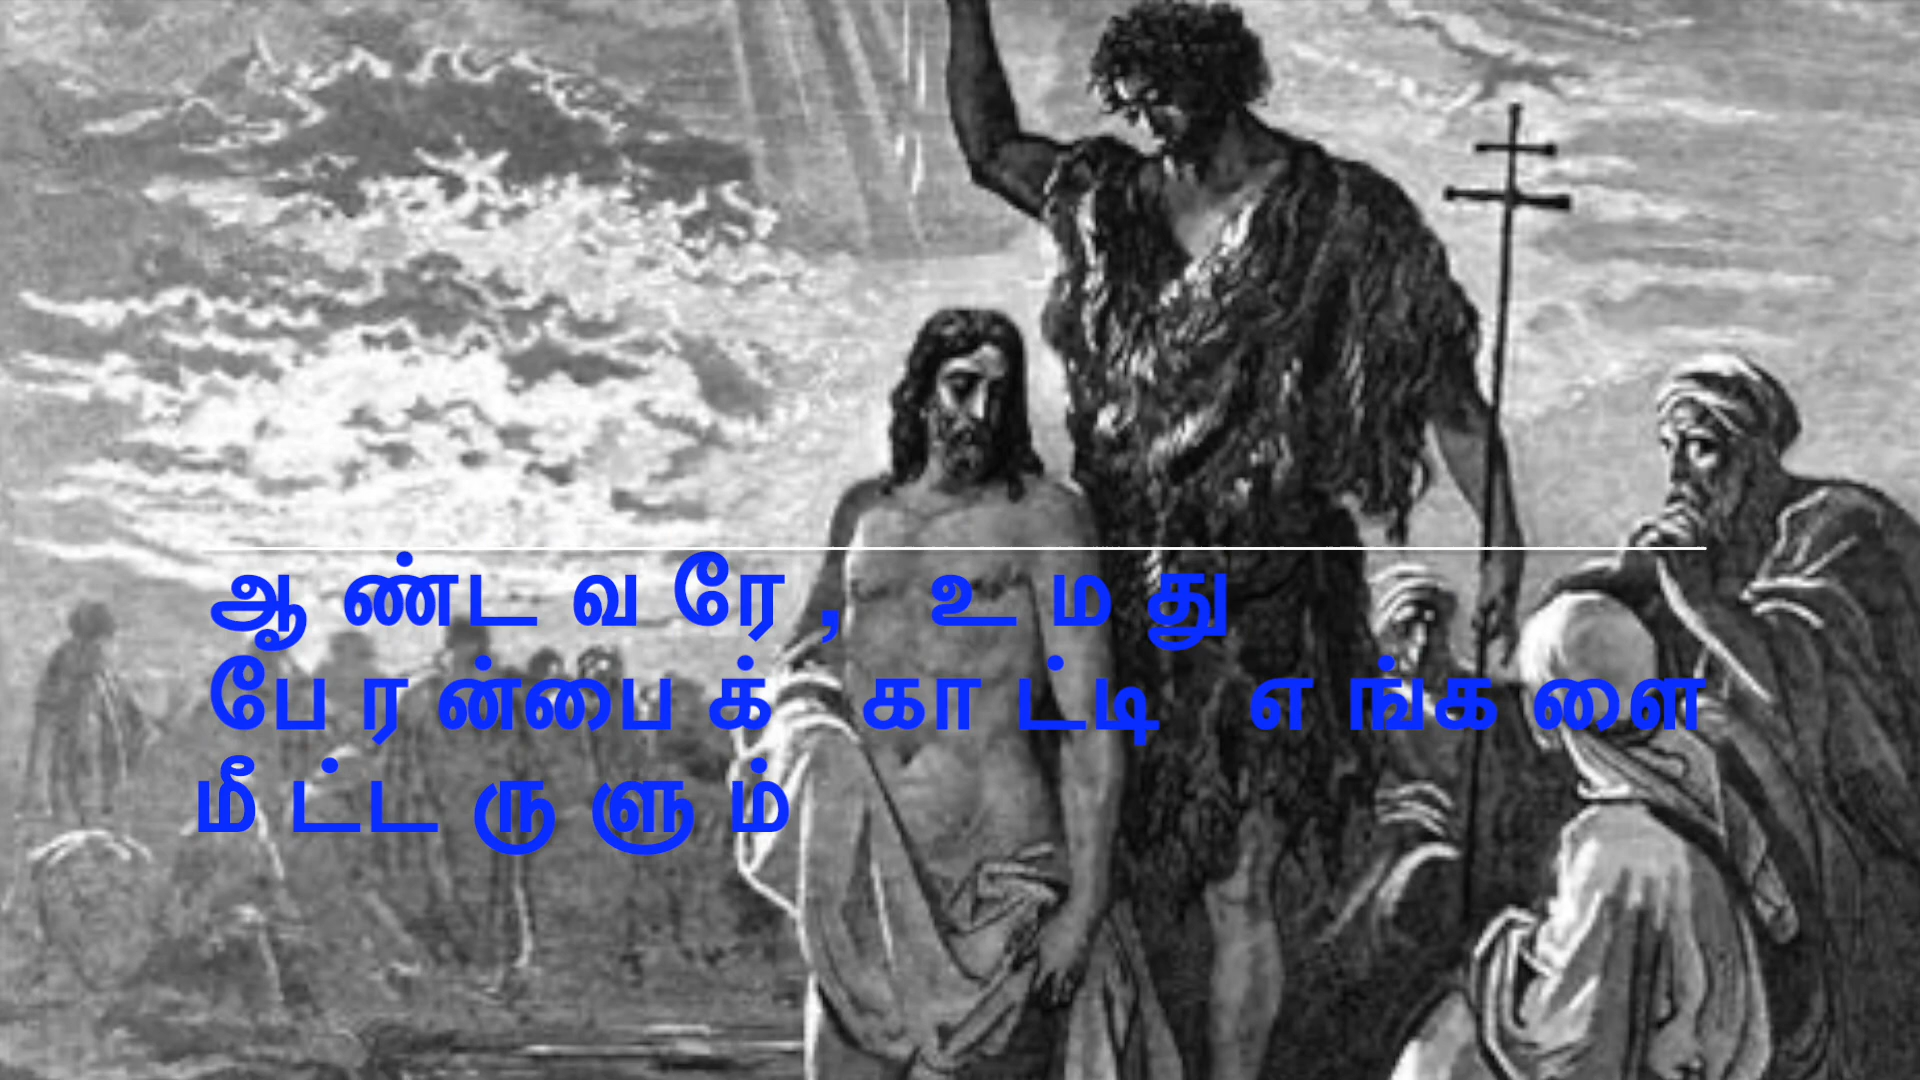 ஆண்டவரே, உமது
பேரன்பைக் காட்டி எங்களை
மீட்டருளும்